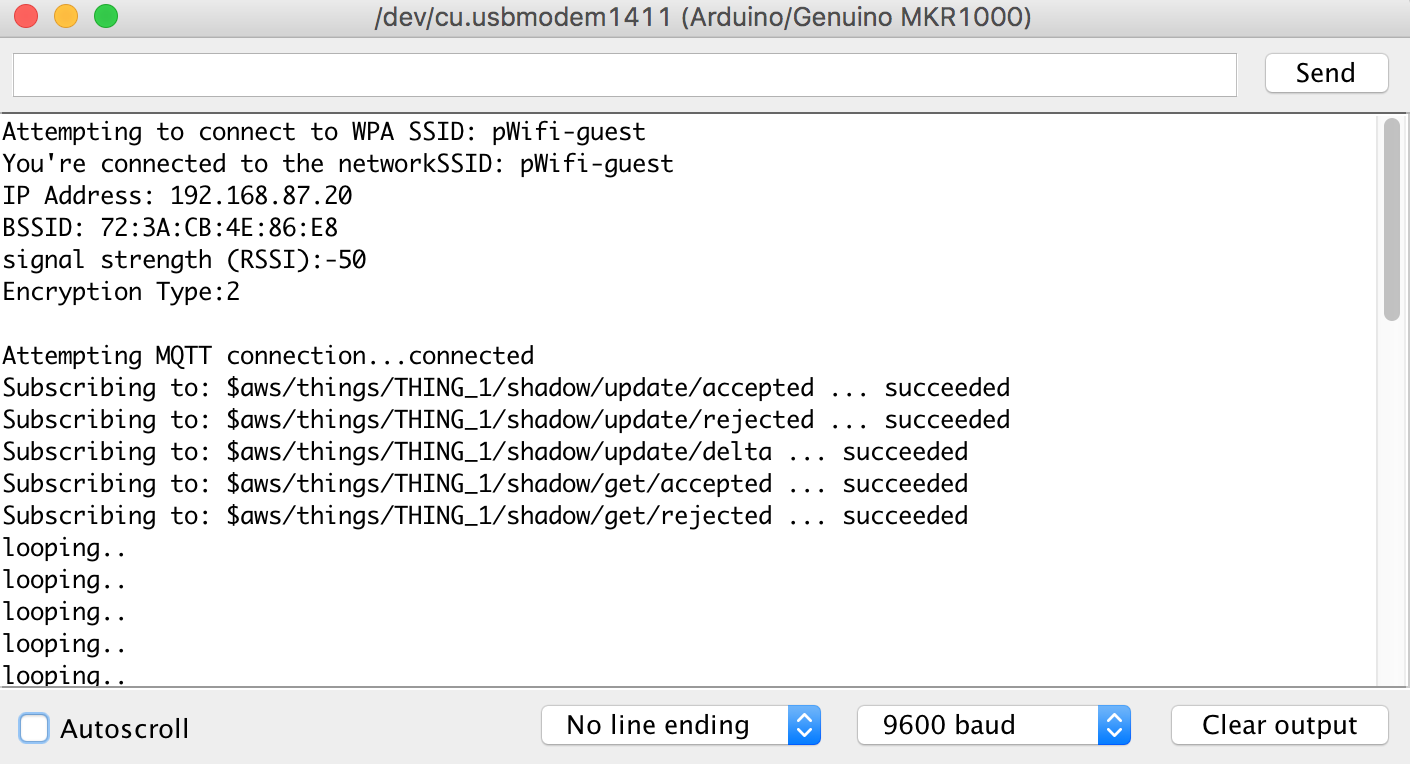 /dev/cu.usbmodem1411 (Arduino/Genuino MKR1000)
Send
Attempting to connect to WPA SSID: pWifi-guest
You're connected to the networkSSID: pWifi-guest
IP Address: 192.168.87.20
BSSID: 72:3A:CB:4E:86:E8
signal strength (RSSI):-50
Encryption Type:2
Attempting MQTT connection...connected
Subscribing to: $aws/things/THING_1/shadow/update/accepted ... succeeded
Subscribing to: $aws/things/THING_1/shadow/update/rejected ... succeeded
Subscribing to: $aws/things/THING_1/shadow/update/delta ... succeeded
Subscribing to: $aws/things/THING_1/shadow/get/accepted ... succeeded
Subscribing to: $aws/things/THING_1/shadow/get/rejected ... succeeded
looping..
looping..
looping..
looping..
looping..
Autoscroll No line ending 9600 baud Clear output